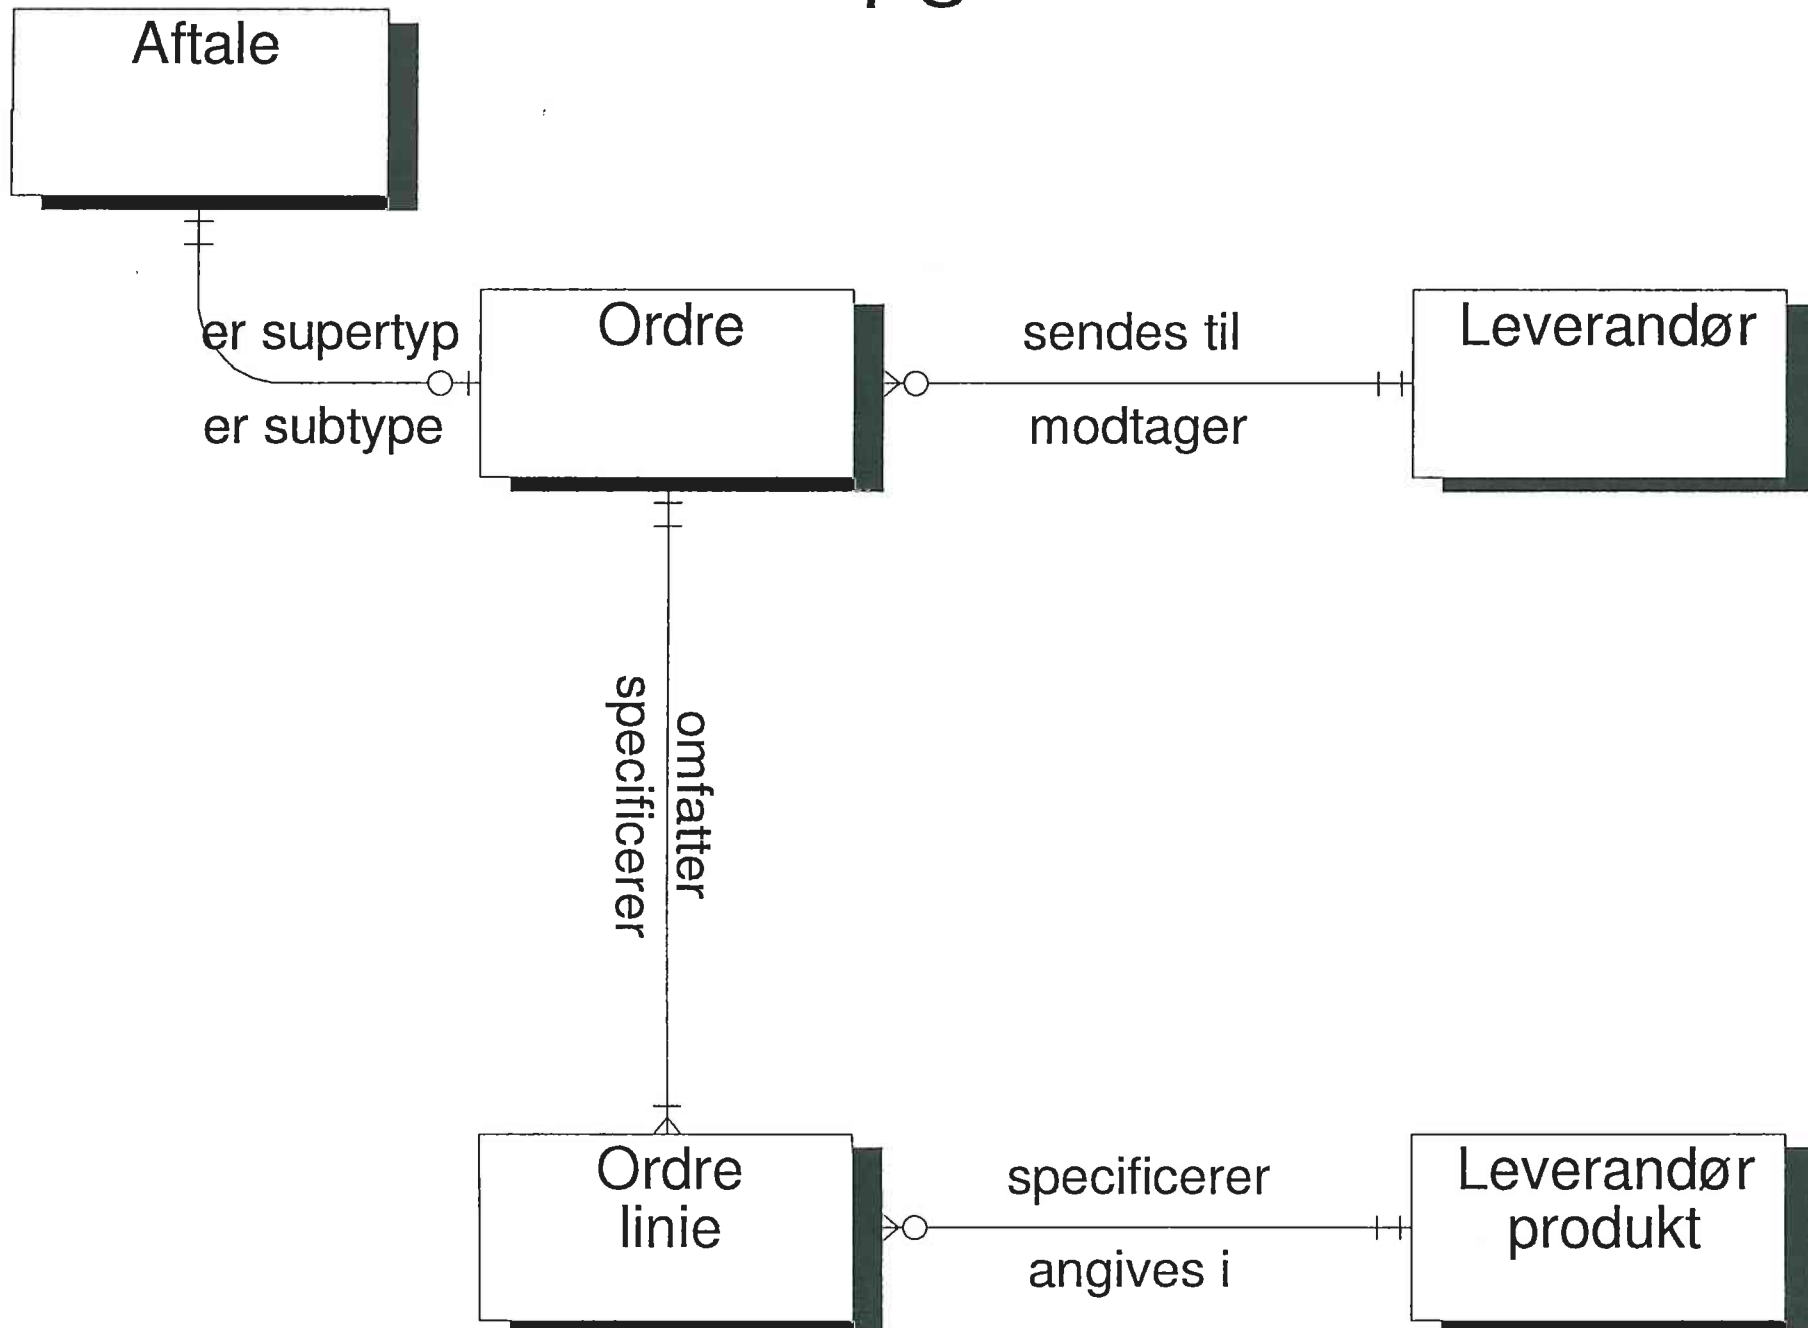 Aftale
er supertyp
er subtype
Ordre
sendes til
modtager
Leverandør
omfatter
specificerer
Ordre
linie
specificerer
angives i
Leverandør
produkt